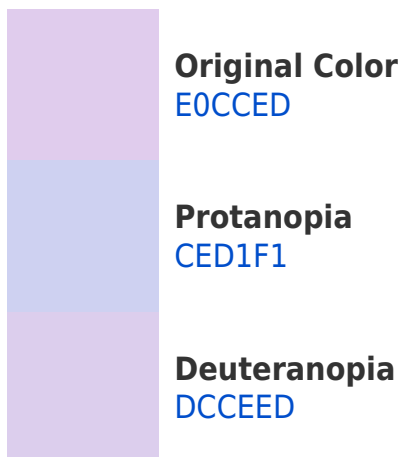 Original Color
E0CCED
Protanopia
CED1F1
Deuteranopia
DCCEED